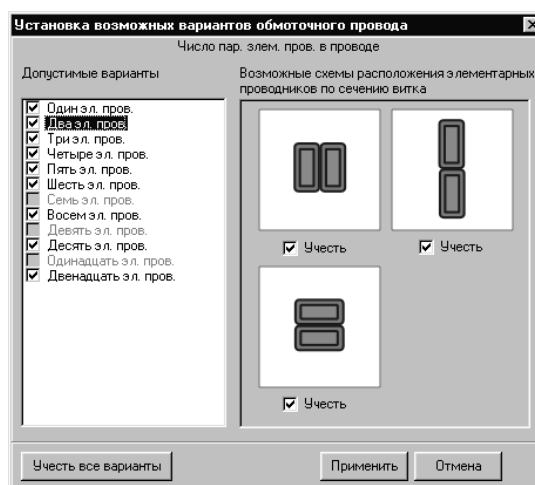 Установка возможных вариантов обмоточного провода
Число пар. элем. пров. в проводе
Допустимые варианты
Один эл. пров.
Два эл. пров.
Три эл. пров.
Четыре эл. пров.
Пять эл. пров.
Шесть эл. пров.
Семь эл. пров.
Восем эл. пров.
Девять эл. пров.
Десять эл. пров.
Одинадцать эл. пров.
Двенадцать эл. пров.
Возможные схемы расположения элементарных
проводников по сечению витка
Учесть
Учесть
Учесть
Учесть все варианты
Применить
Отмена